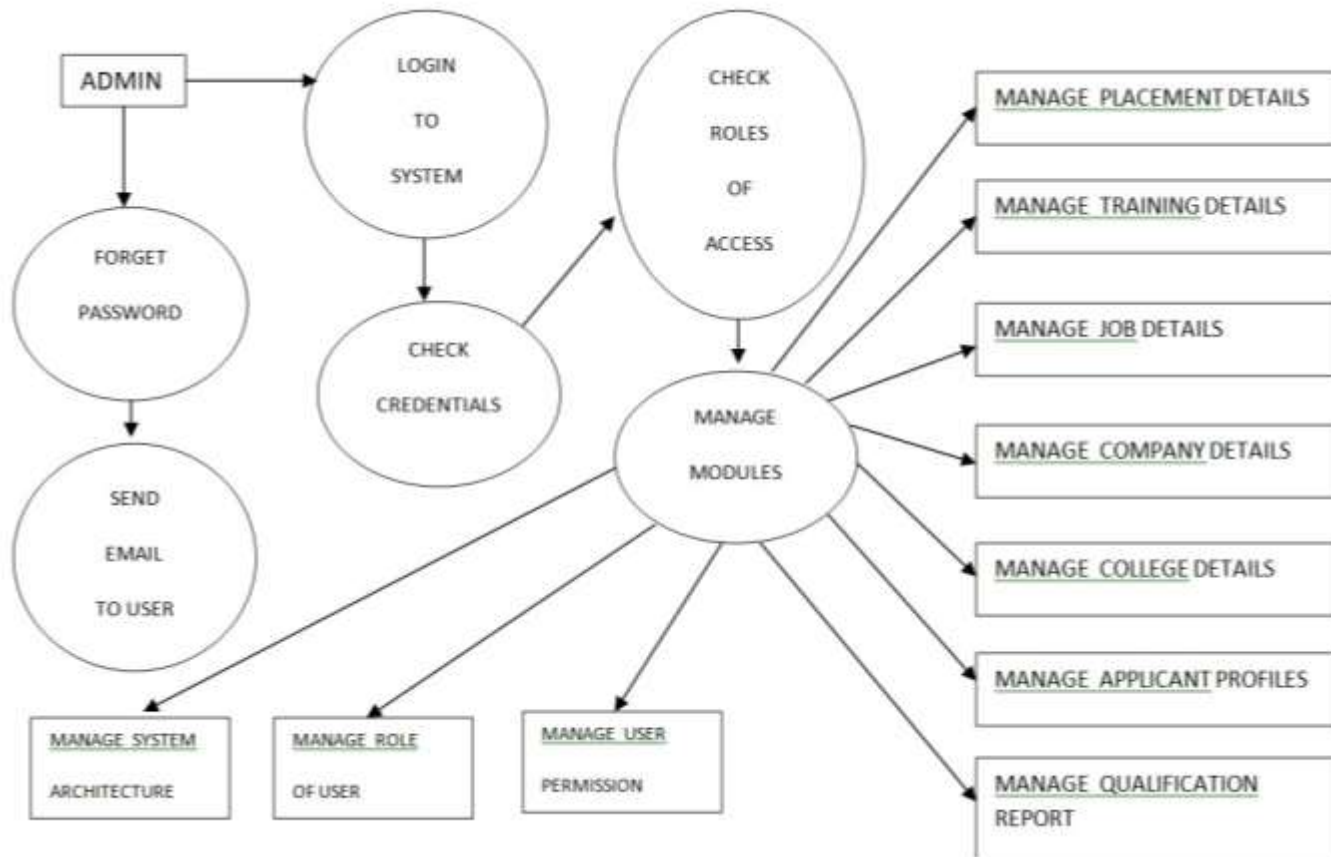 ADMIN
LOGIN
TO
SYSTEM
CHECK
ROLES
OF
ACCESS
FORGET
PASSWORD
CHECK
CREDENTIALS
SEND
EMAIL
TO USER
MANAGE
MODULES
MANAGE PLACEMENT DETAILS
MANAGE TRAINING DETAILS
MANAGE JOB DETAILS
MANAGE COMPANY DETAILS
MANAGE COLLEGE DETAILS
MANAGE APPLICANT PROFILES
MANAGE QUALIFICATION
REPORT
MANAGE SYSTEM
ARCHITECTURE
MANAGE ROLE
OF USER
MANAGE USER
PERMISSION